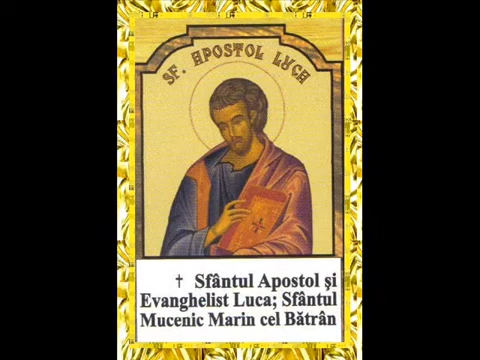 SF. APOSTOL LUCA
† Sfântul Apostol şi
Evanghelist Luca; Sfântul
Mucenic Marin cel Bătrân